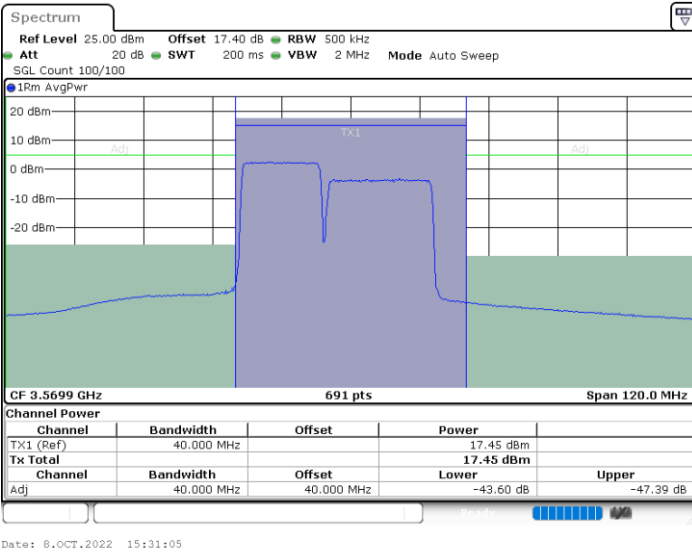 Spectrum
Ref Level 25.00 dBm Offset 17.40 dB RBW 500 kHz
Att 20 dB SWT 200 ms VBW 2 MHz Mode Auto Sweep
SGL Count 100/100
1Rm AvgPwr
20 dBm
TX1
10 dBm
Adj Adj
0 dBm
-10 dBm
-20 dBm
CF 3.5699 GHz 691 pts Span 120.0 MHz
Channel Power
Channel Bandwidth Offset Power
TX1 (Ref) 40.000 MHz 17.45 dBm
Tx Total 17.45 dBm
Channel Bandwidth Offset Lower Upper
Adj 40.000 MHz 40.000 MHz -43.60 dB -47.39 dB
Ready
Date: 8.OCT.2022 15:31:05